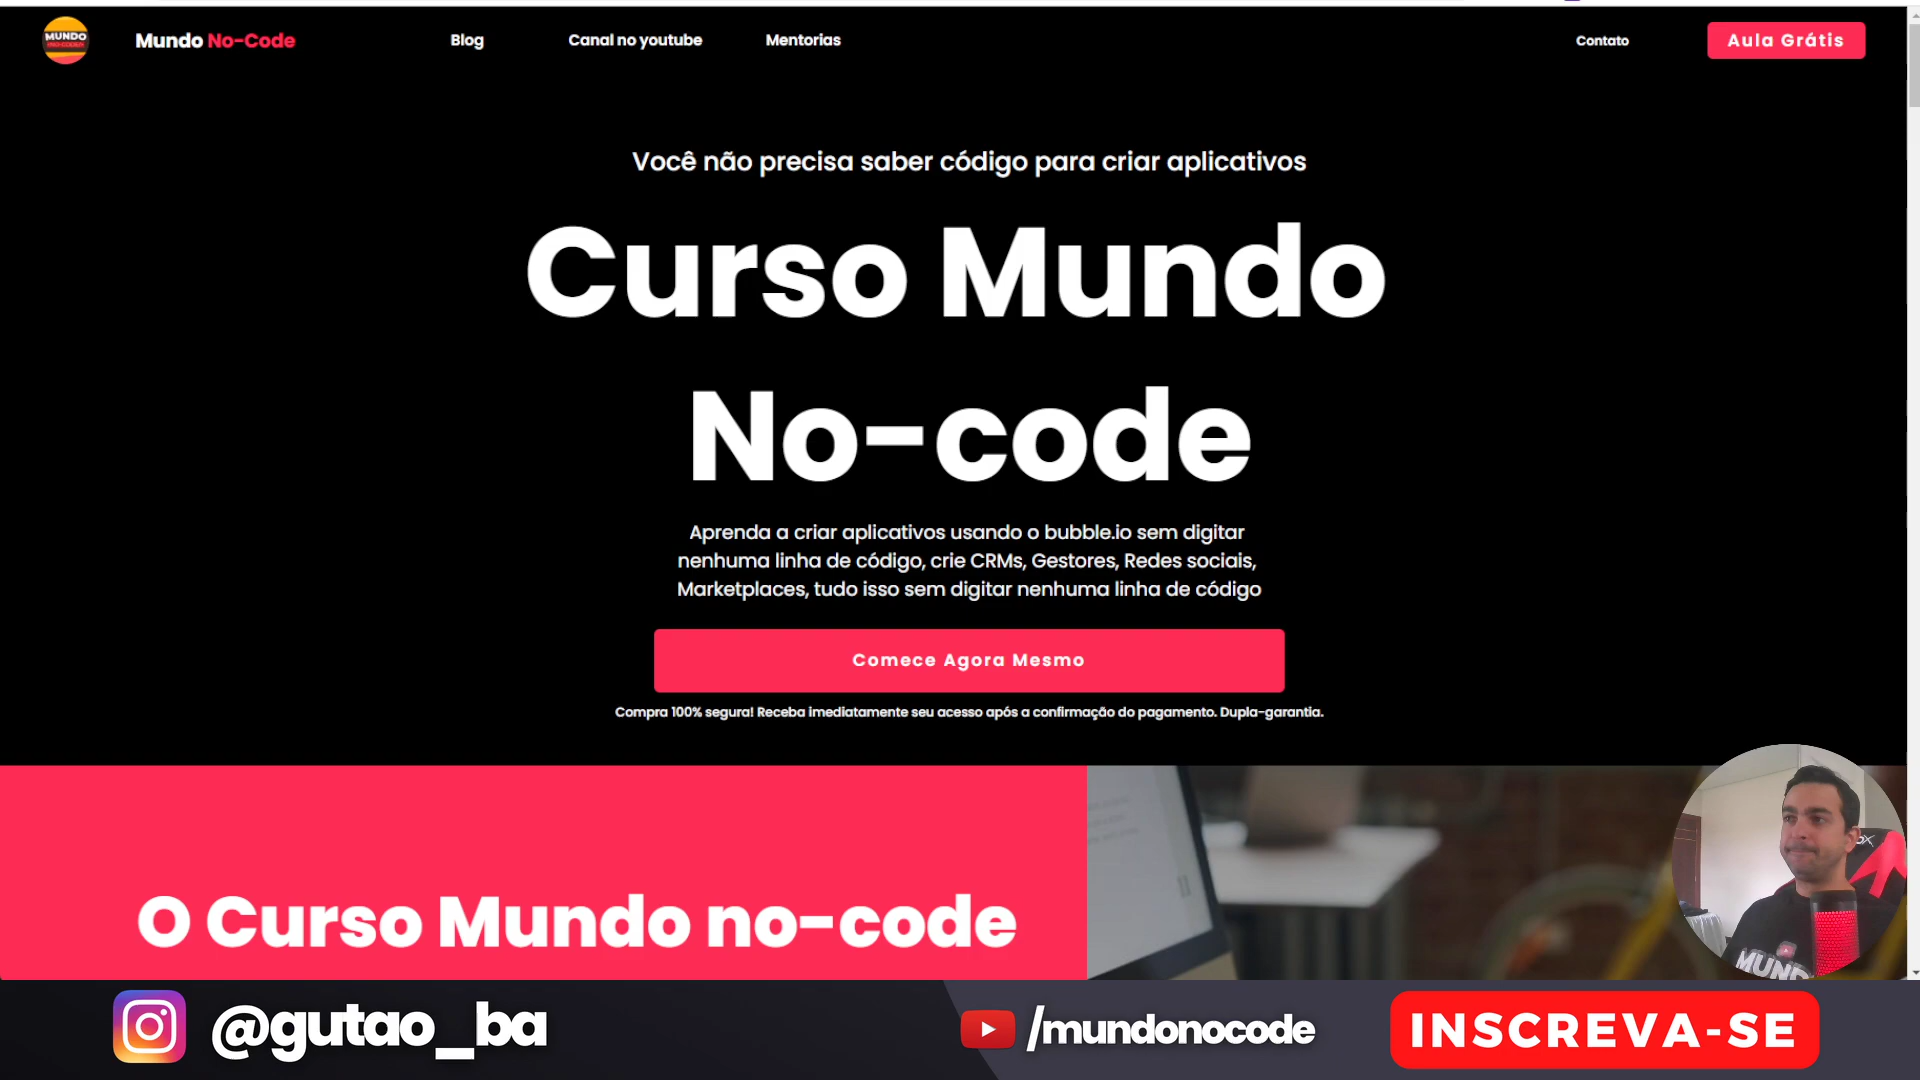 MUNDO
NO-CODE
Mundo No-Code
Blog
Canal no youtube
Mentorias
Contato
Aula Grátis
Você não precisa saber código para criar aplicativos
Curso Mundo
No-code
Aprenda a criar aplicativos usando o bubble.io sem digitar
nenhuma linha de código, crie CRMs, Gestores, Redes sociais,
Marketplaces, tudo isso sem digitar nenhuma linha de código
Comece Agora Mesmo
Compra 100% segura! Receba imediatamente seu acesso após a confirmação do pagamento. Dupla-garantia.
O Curso Mundo no-code
@gutao_ba
/mundonocode
INSCREVA-SE